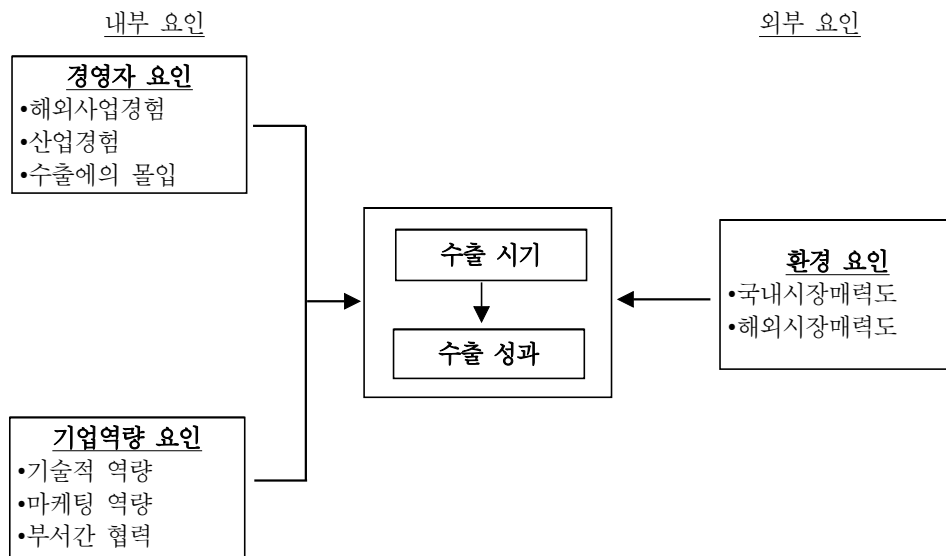 내부 요인
외부 요인
경영자 요인
•해외사업경험
•산업경험
•수출에의 몰입
수출 시기
수출 성과
환경 요인
•국내시장매력도
•해외시장매력도
기업역량 요인
•기술적 역량
•마케팅 역량
•부서간 협력